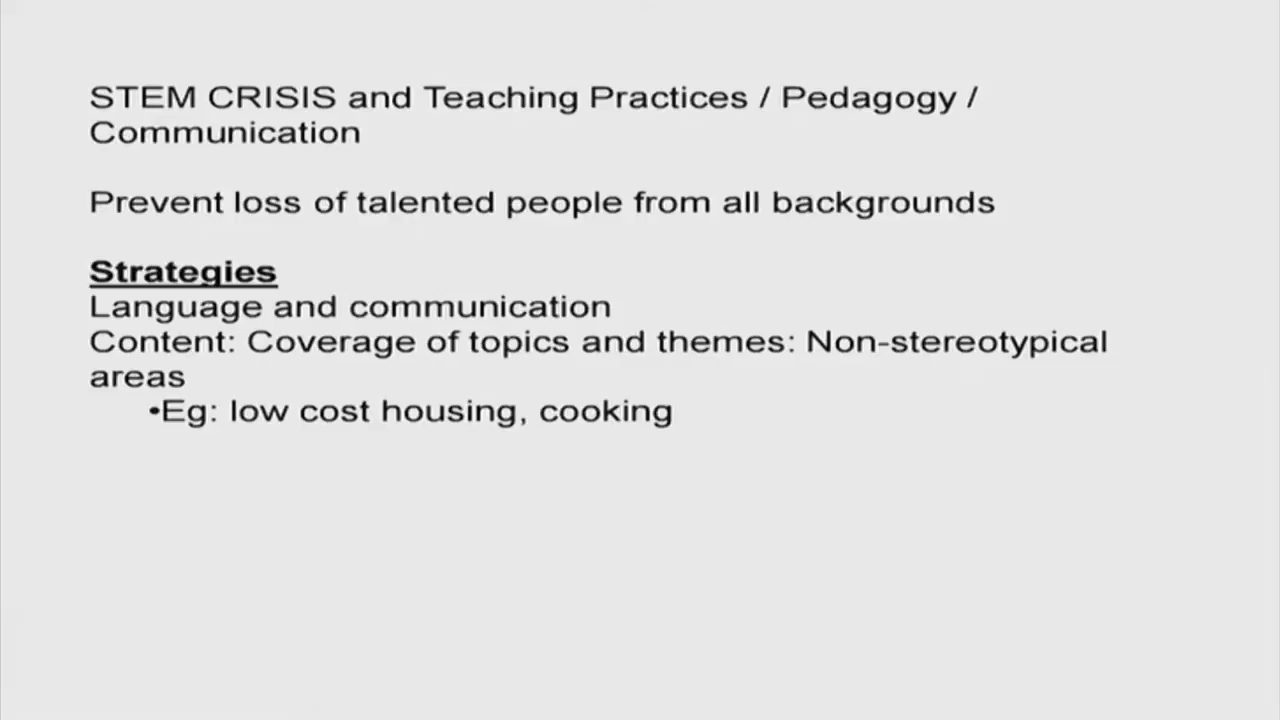 STEM CRISIS and Teaching Practices / Pedagogy /
Communication
Prevent loss of talented people from all backgrounds
Strategies
Language and communication
Content: Coverage of topics and themes: Non-stereotypical
areas
•Eg: low cost housing, cooking